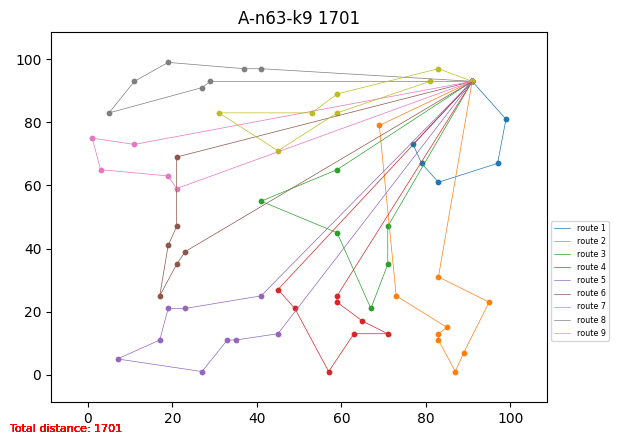 A-n63-k9 1701
100
80
60
40
20
0
0 20 40 60 80 100
route 1
route 2
route 3
route 4
route 5
route 6
route 7
route 8
route 9
Total distance: 1701